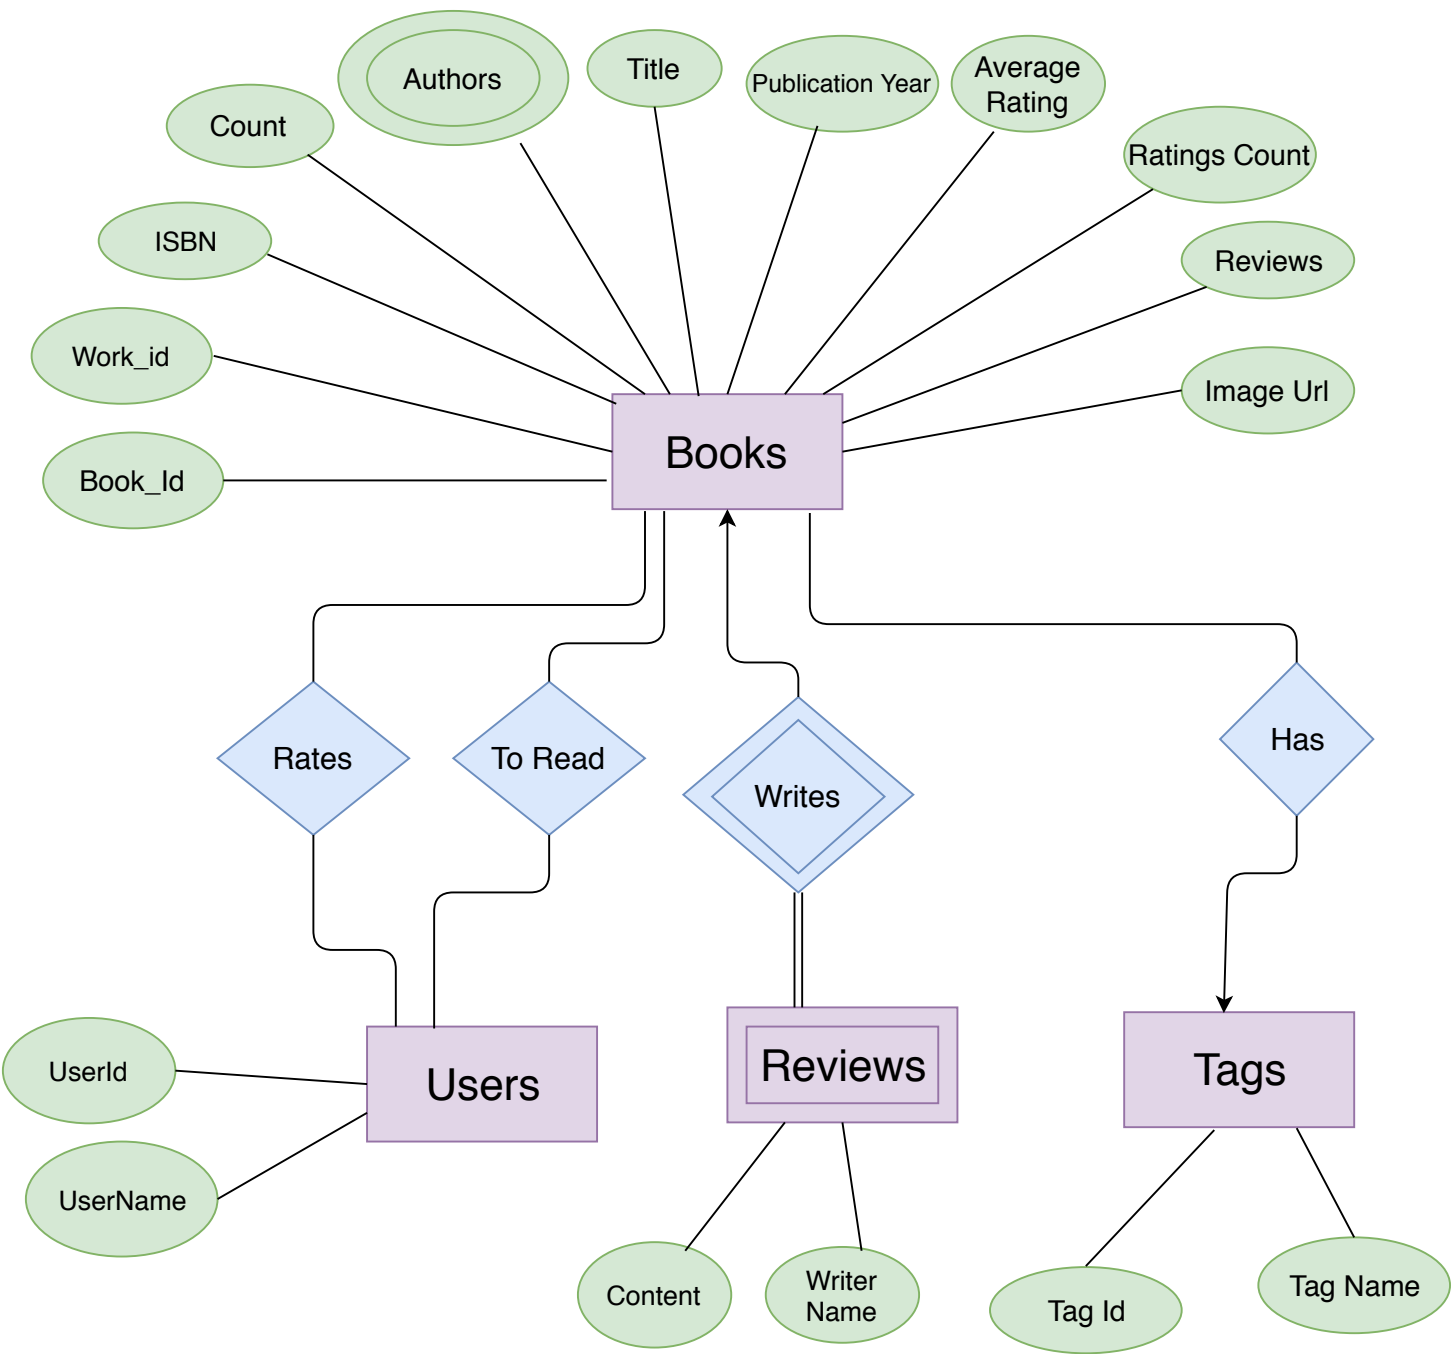 Authors
Title
Publication Year
Average
Rating
Count
Ratings Count
ISBN
Reviews
Work_id
Image Url
Books
Book_Id
Rates
To Read
Writes
Has
UserId
Users
Reviews
Tags
UserName
Content
Writer
Name
Tag Id
Tag Name